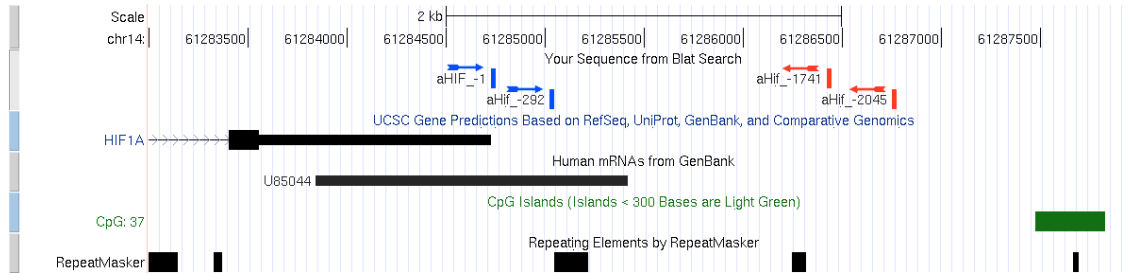 Scale 2 kb
chr14: 61283500 61284000 61284500 61285000 61285500 61286000 61286500 61287000 61287500
Your Sequence from Blat Search
aHIF_-1 aHif_-1741
aHif_-292 aHif_-2045
UCSC Gene Predictions Based on RefSeq, UniProt, GenBank, and Comparative Genomics
HIF1A
Human mRNAs from GenBank
U85044
CpG Islands (Islands < 300 Bases are Light Green)
CpG: 37
Repeating Elements by RepeatMasker
RepeatMasker